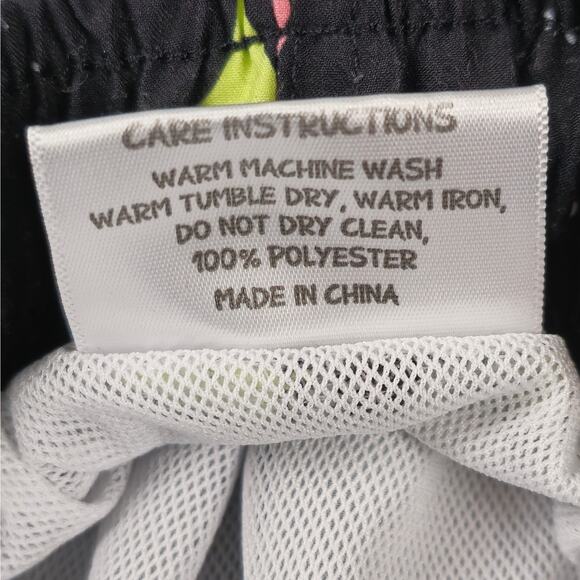 CARE INSTRUCTIONS
WARM MACHINE WASH
WARM TUMBLE DRY, WARM IRON,
DO NOT DRY CLEAN,
100% POLYESTER
MADE IN CHINA